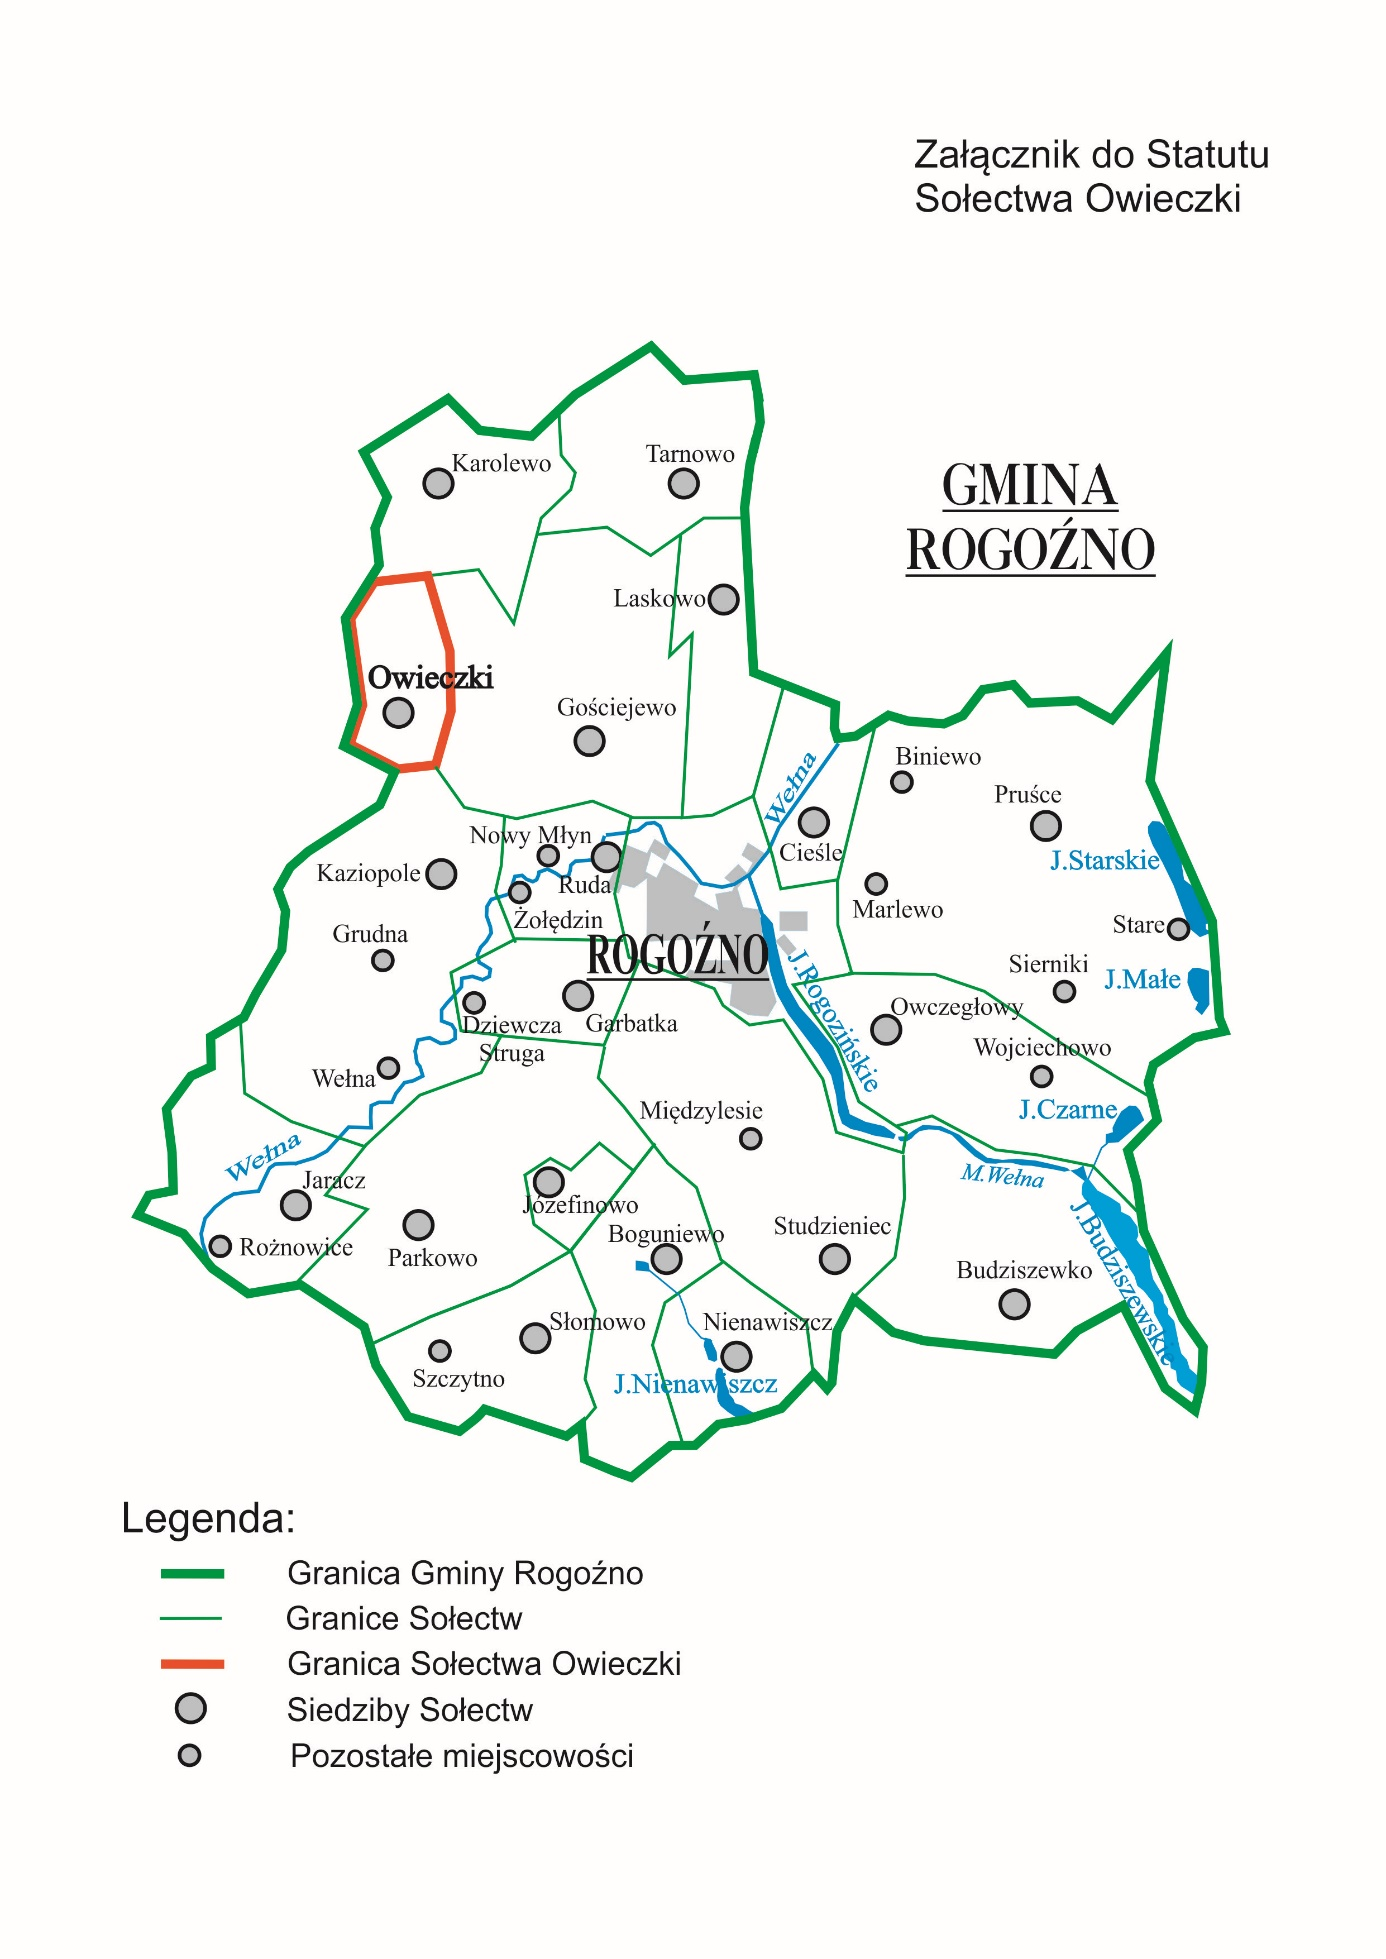 Załącznik do Statutu
Sołectwa Owieczki
GMINA
ROGOŹNO
Karolewo
Tarnowo
Laskowo
Owieczki
Gościejewo
Wełna
Biniewo
Pruśce
Nowy Młyn
Cieśle
J.Starskie
Kaziopole
Ruda
Marlewo
Żołędzin
Stare
Grudna
ROGOŹNO
J.Rogozińskie
Sierniki
J.Małe
Owczegłowy
Dziewcza
Struga
Garbatka
Wojciechowo
Wełna
Międzylesie
J.Czarne
Wełna
Jaracz
M.Wełna
Józefinowo
J.Budziszewskie
Rożnowice
Parkowo
Boguniewo
Studzieniec
Budziszewko
Słomowo
Nienawiszcz
Szczytno
J.Nienawiszcz
Legenda:
Granica Gminy Rogoźno
Granice Sołectw
Granica Sołectwa Owieczki
Siedziby Sołectw
Pozostałe miejscowości